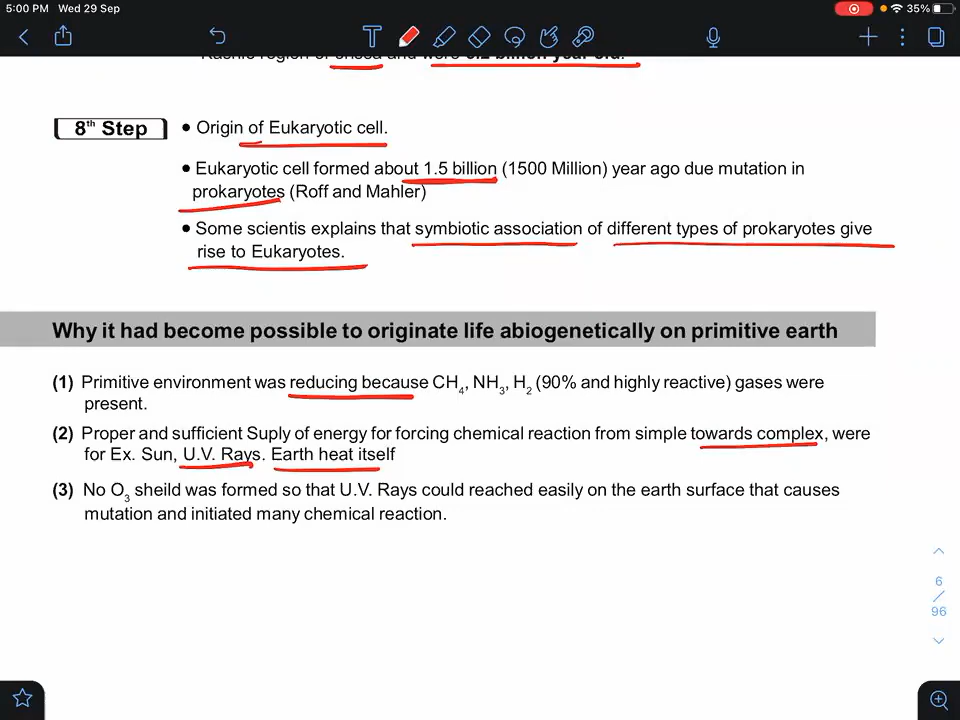 5:00 PM Wed 29 Sep 35%
region of and were
8th Step
• Origin of Eukaryotic cell.
• Eukaryotic cell formed about 1.5 billion (1500 Million) year ago due mutation in
prokaryotes (Roff and Mahler)
• Some scientis explains that symbiotic association of different types of prokaryotes give
rise to Eukaryotes.
Why it had become possible to originate life abiogenetically on primitive earth
(1) Primitive environment was reducing because CH4, NH3, H2 (90% and highly reactive) gases were
present.
(2) Proper and sufficient Suply of energy for forcing chemical reaction from simple towards complex, were
for Ex. Sun, U.V. Rays. Earth heat itself
(3) No O3 sheild was formed so that U.V. Rays could reached easily on the earth surface that causes
mutation and initiated many chemical reaction.
6
/
96